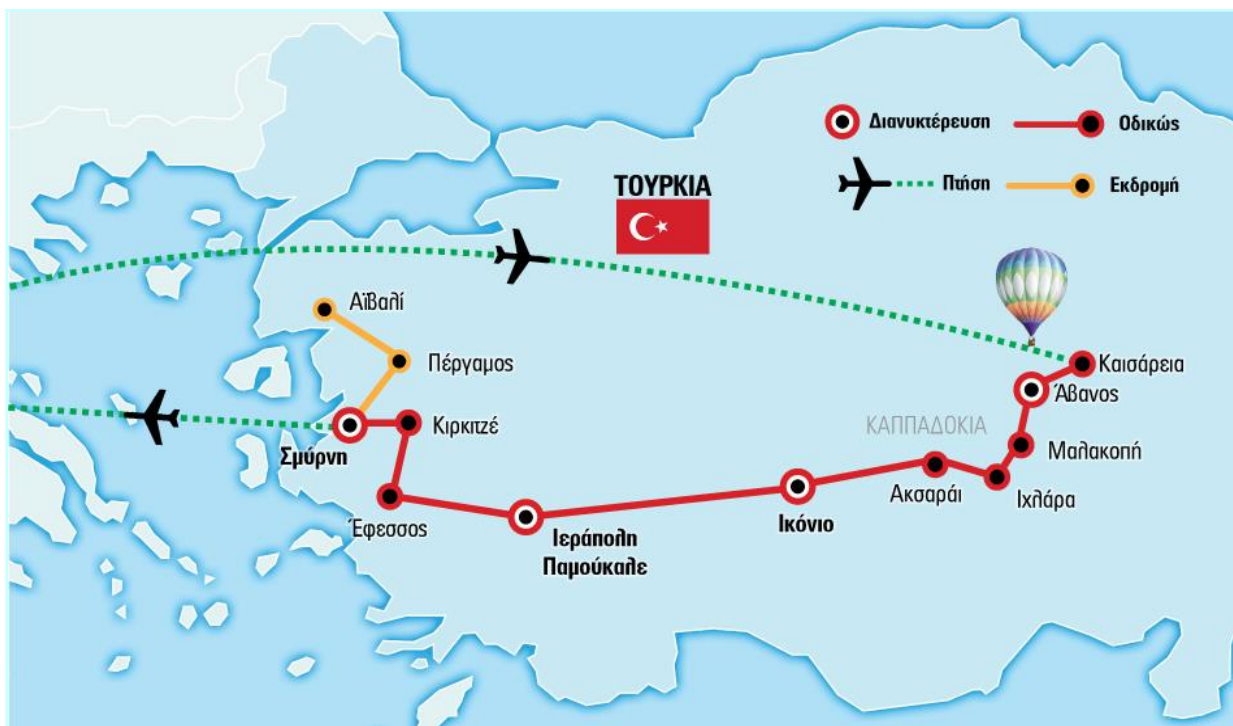 Διανυκτέρευση
Οδικώς
Πτήση
Εκδρομή
ΤΟΥΡΚΙΑ
Αϊβαλί
Πέργαμος
Καισάρεια
Άβανος
Κιρκιτζέ
ΚΑΠΠΑΔΟΚΙΑ
Μαλακοπή
Σμύρνη
Ακσαράι
Ιχλάρα
Έφεσσος
Ικόνιο
Ιεράπολη
Παμούκαλε